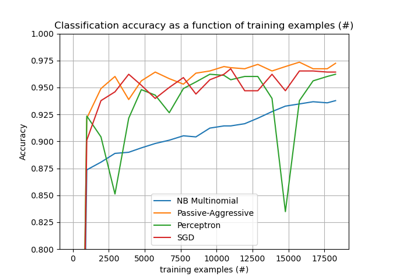 Classification accuracy as a function of training examples (#)
1.000
0.975
0.950
0.925
0.900
0.875
0.850
0.825
0.800
Accuracy
NB Multinomial
Passive-Aggressive
Perceptron
SGD
0 2500 5000 7500 10000 12500 15000 17500
training examples (#)